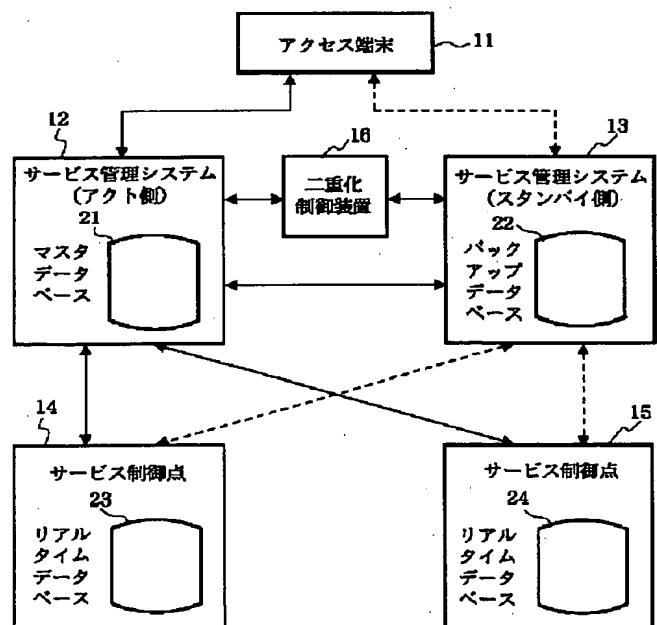 アクセス端末
11
12
16
13
サービス管理システム
(アクト側)
二重化
制御装置
サービス管理システム
(スタンバイ側)
21
マスタ
データ
ベース
22
バック
アップ
データ
ベース
14
15
サービス制御点
23
リアル
タイム
データ
ベース
サービス制御点
24
リアル
タイム
データ
ベース